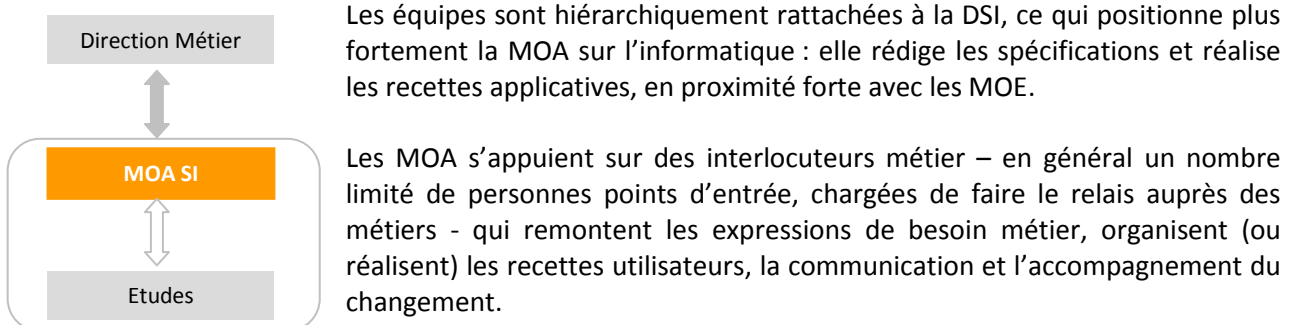 Direction Métier
MOA SI
Etudes
Les équipes sont hiérarchiquement rattachées à la DSI, ce qui positionne plus
fortement la MOA sur l’informatique : elle rédige les spécifications et réalise
les recettes applicatives, en proximité forte avec les MOE.
Les MOA s’appuient sur des interlocuteurs métier – en général un nombre
limité de personnes points d’entrée, chargées de faire le relais auprès des
métiers - qui remontent les expressions de besoin métier, organisent (ou
réalisent) les recettes utilisateurs, la communication et l’accompagnement du
changement.